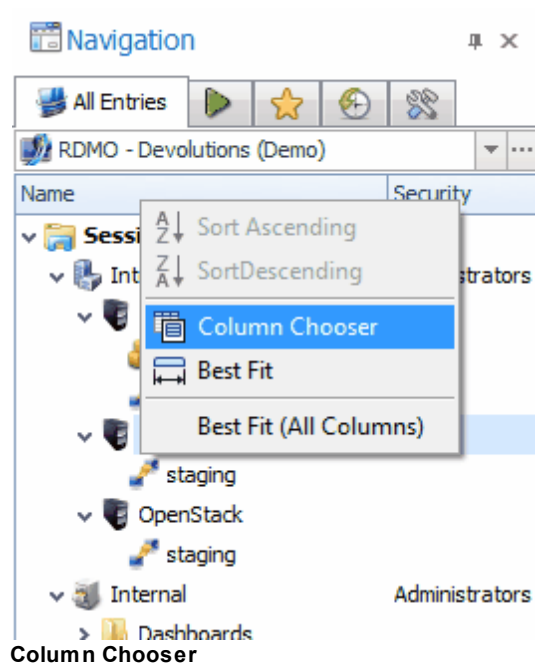 Navigation
All Entries
RDMO - Devolutions (Demo)
Name Security
Sort Ascending
SortDescending
Column Chooser
Best Fit
Best Fit (All Columns)
staging
OpenStack
staging
Internal Administrators
Dashboards
Column Chooser